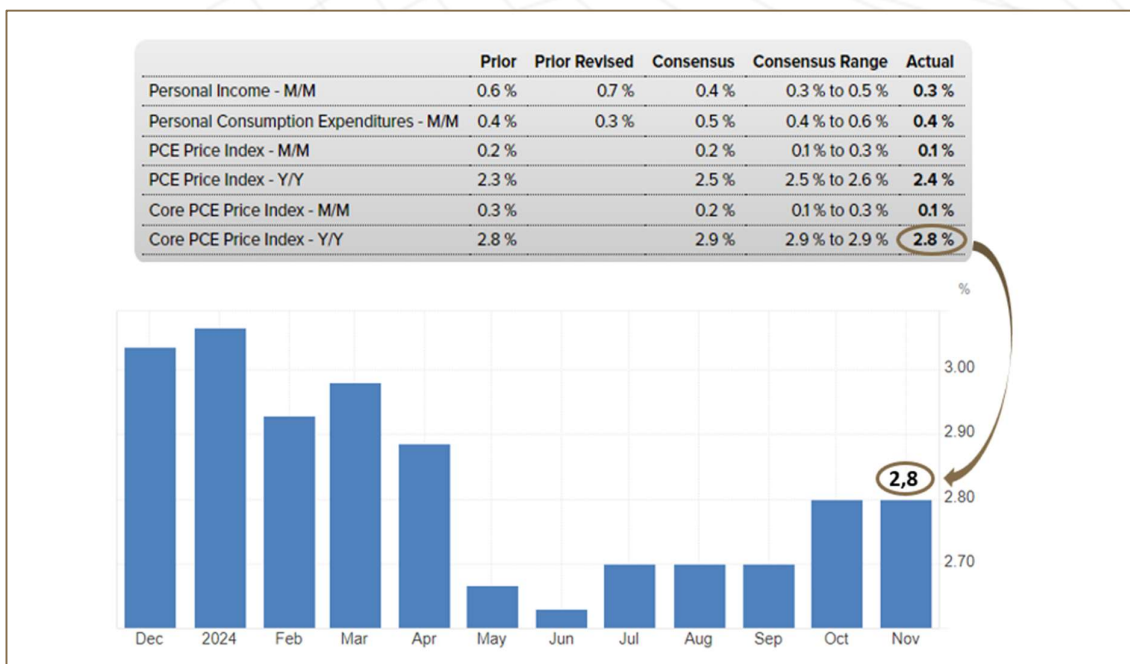 Prior Prior Revised Consensus Consensus Range Actual
Personal Income - M/M 0.6 % 0.7 % 0.4 % 0.3 % to 0.5 % 0.3 %
Personal Consumption Expenditures - M/M 0.4 % 0.3 % 0.5 % 0.4 % to 0.6 % 0.4 %
PCE Price Index - M/M 0.2 % 0.2 % 0.1 % to 0.3 % 0.1 %
PCE Price Index - Y/Y 2.3 % 2.5 % 2.5 % to 2.6 % 2.4 %
Core PCE Price Index - M/M 0.3 % 0.2 % 0.1 % to 0.3 % 0.1 %
Core PCE Price Index - Y/Y 2.8 % 2.9 % 2.9 % to 2.9 % 2.8 %
%
3.00
2.90
2,8
2.80
2.70
Dec 2024 Feb Mar Apr May Jun Jul Aug Sep Oct Nov